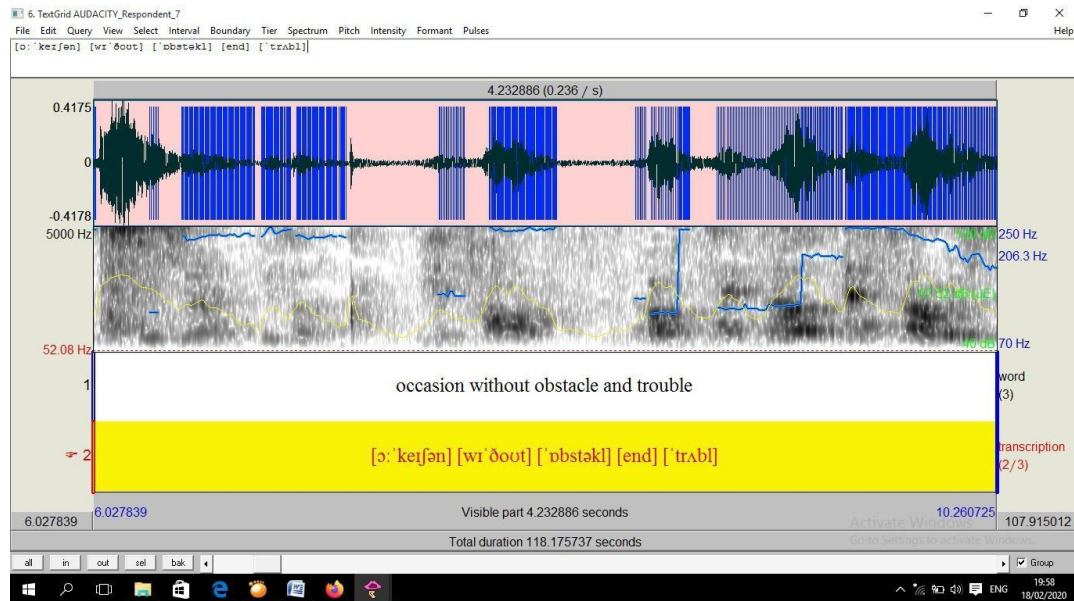 6. TextGrid AUDACITY_Respondent_7
File Edit Query View Select Interval Boundary Tier Spectrum Pitch Intensity Formant Pulses Help
[ɔːˈkeɪʃən] [wɪˈðoʊt] [ˈɒbstəkl] [end] [ˈtrʌbl]
4.232886 (0.236 / s)
0.4175
0
-0.4178
5000 Hz 250 Hz
206.3 Hz
52.08 Hz 70 Hz
1 occasion without obstacle and trouble word
(3)
2 [ɔːˈkeɪʃən] [wɪˈðoʊt] [ˈɒbstəkl] [end] [ˈtrʌbl] transcription
(2/3)
6.027839 6.027839 Visible part 4.232886 seconds 10.260725 107.915012
Activate Windows
Go to Settings to activate Windows.
Total duration 118.175737 seconds
all in out sel bak Group
ENG 19:58
18/02/2020